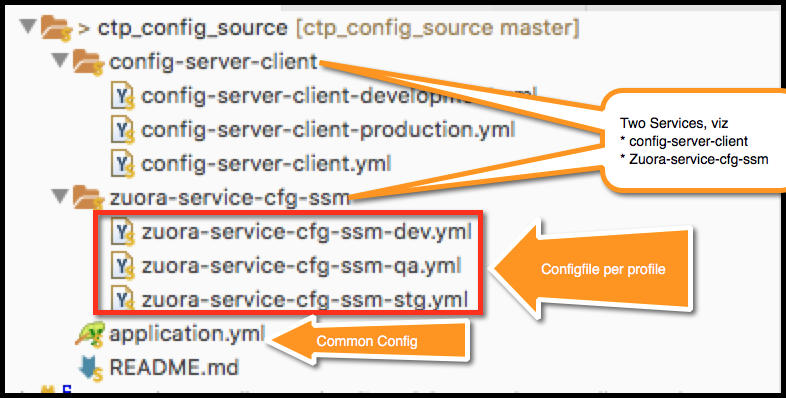 > ctp_config_source [ctp_config_source master]
config-server-client
config-server-client-developm
ml
config-server-client-production.yml
config-server-client.yml
zuora-service-cfg-ssm
zuora-service-cfg-ssm-dev.yml
zuora-service-cfg-ssm-qa.yml
zuora-service-cfg-ssm-stg.yml
application.yml
README.md
Two Services, viz
* config-server-client
* Zuora-service-cfg-ssm
Configfile per profile
Common Config